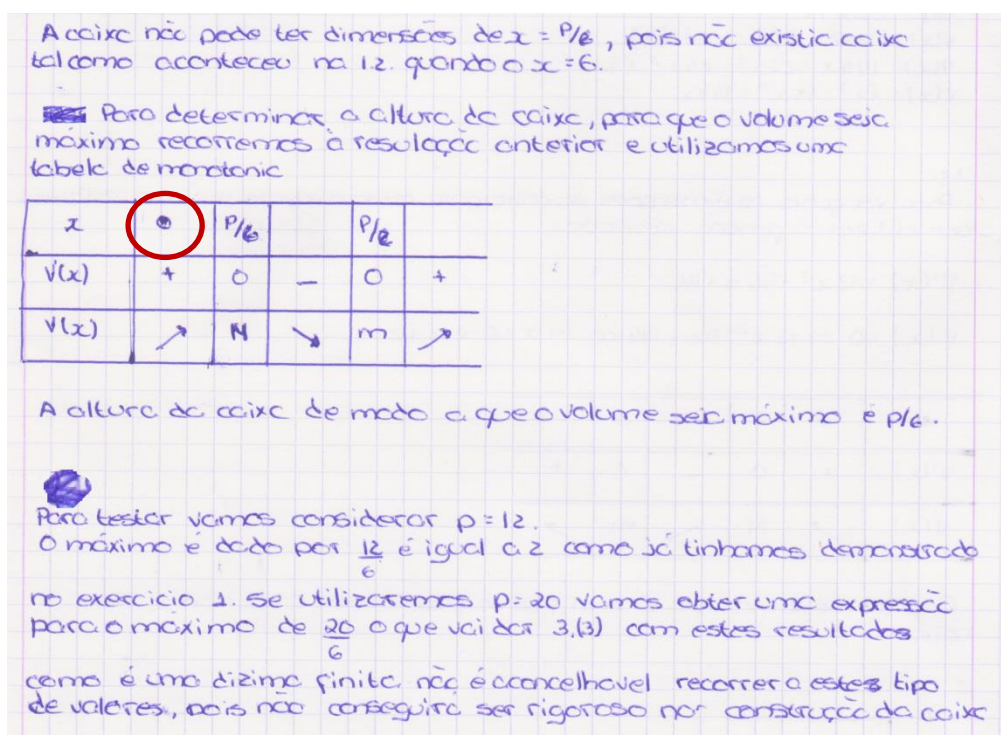 A caixa não pode ter dimensões de x = P/2, pois não existia caixa
tal como aconteceu na 1.2. quando o x = 6.
Para determinar a altura da caixa, para que o volume seja
máximo recorremos à resolução anterior e utilizamos uma
tabela de monotonia
x P/6 P/2
V'(x) + 0 – 0 +
V(x) ↗ M ↘ m ↗
A altura da caixa de modo a que o volume seja máximo é P/6.
Para testar vamos considerar p = 12.
O máximo é dado por 12/6 é igual a 2 como já tinhamos demonstrado
no exercício 1. Se utilizaremos p = 20 vamos obter uma expressão
para o máximo de 20/6 o que vai dar 3,(3) com estes resultados
como é uma dizima finita não é aconcelhavel recorrer a estes tipo
de valores, pois não conseguirá ser rigoroso na construção da caixa